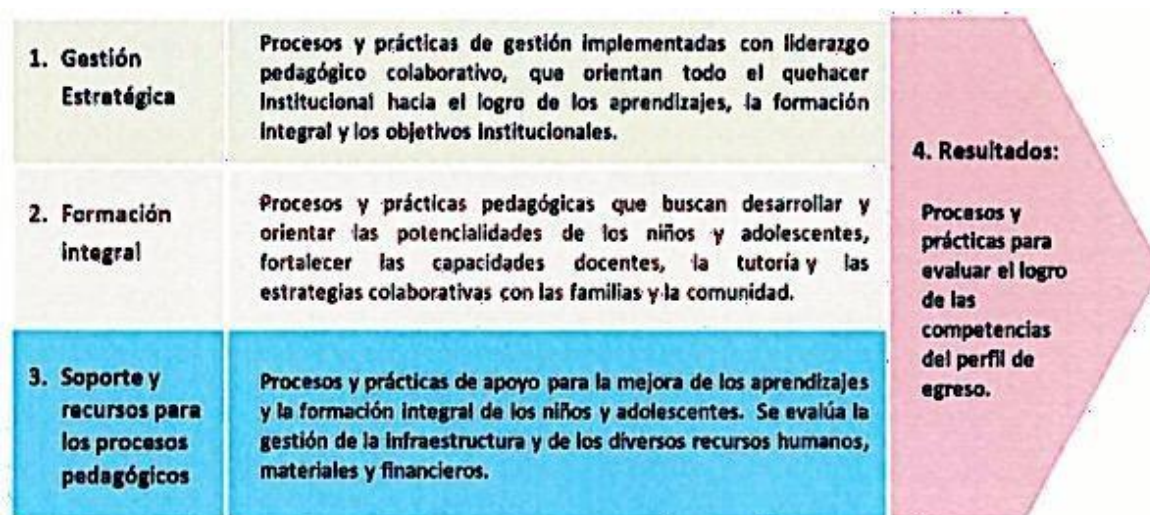 1. Gestión
Estratégica
Procesos y prácticas de gestión implementadas con liderazgo
pedagógico colaborativo, que orientan todo el quehacer
institucional hacia el logro de los aprendizajes, la formación
integral y los objetivos institucionales.
2. Formación
integral
Procesos y prácticas pedagógicas que buscan desarrollar y
orientar las potencialidades de los niños y adolescentes,
fortalecer las capacidades docentes, la tutoría y las
estrategias colaborativas con las familias y la comunidad.
3. Soporte y
recursos para
los procesos
pedagógicos
Procesos y prácticas de apoyo para la mejora de los aprendizajes
y la formación integral de los niños y adolescentes. Se evalúa la
gestión de la infraestructura y de los diversos recursos humanos,
materiales y financieros.
4. Resultados:
Procesos y
prácticas para
evaluar el logro
de las
competencias
del perfil de
egreso.